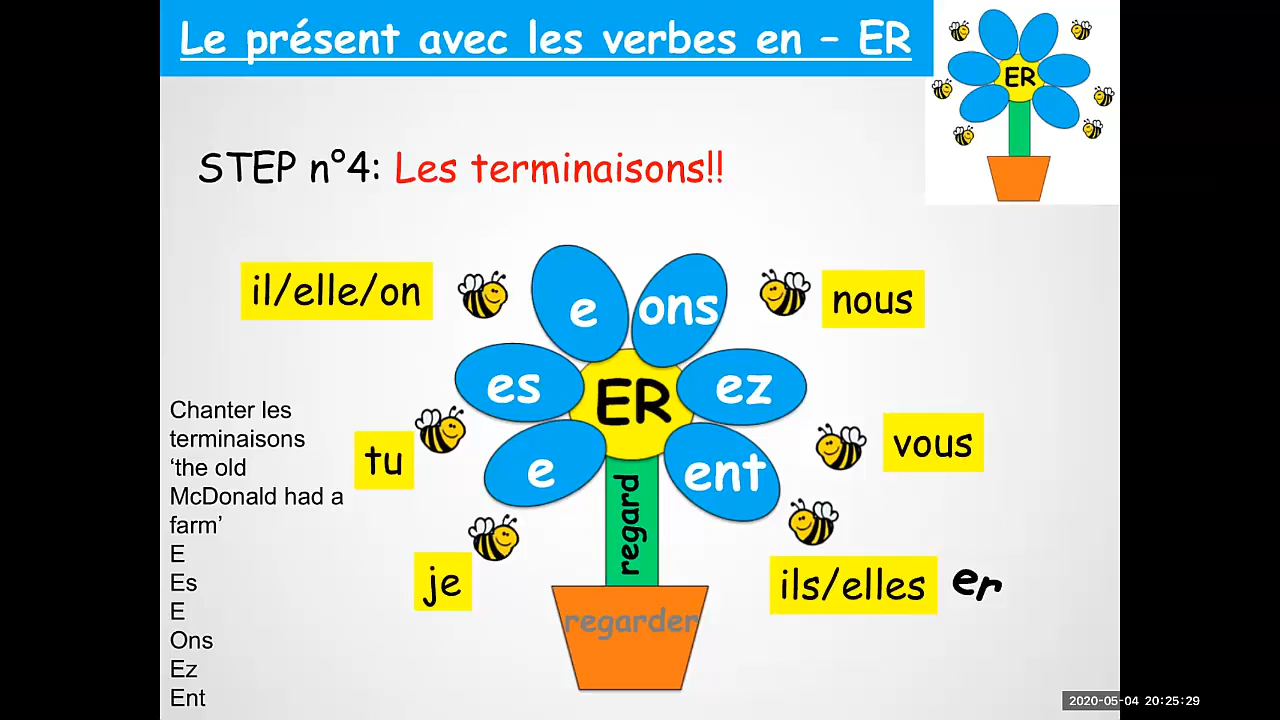 Le présent avec les verbes en – ER
ER
STEP n°4: Les terminaisons!!
il/elle/on
e
ons
nous
es
ER
ez
tu
e
ent
vous
regard
je
ils/elles
er
regarder
Chanter les
terminaisons
‘the old
McDonald had a
farm’
E
Es
E
Ons
Ez
Ent
2020-05-04 20:25:29